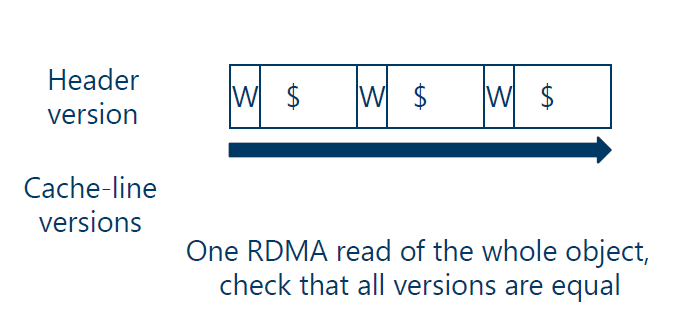 Header
version
W $ W $ W $
Cache-line
versions
One RDMA read of the whole object,
check that all versions are equal